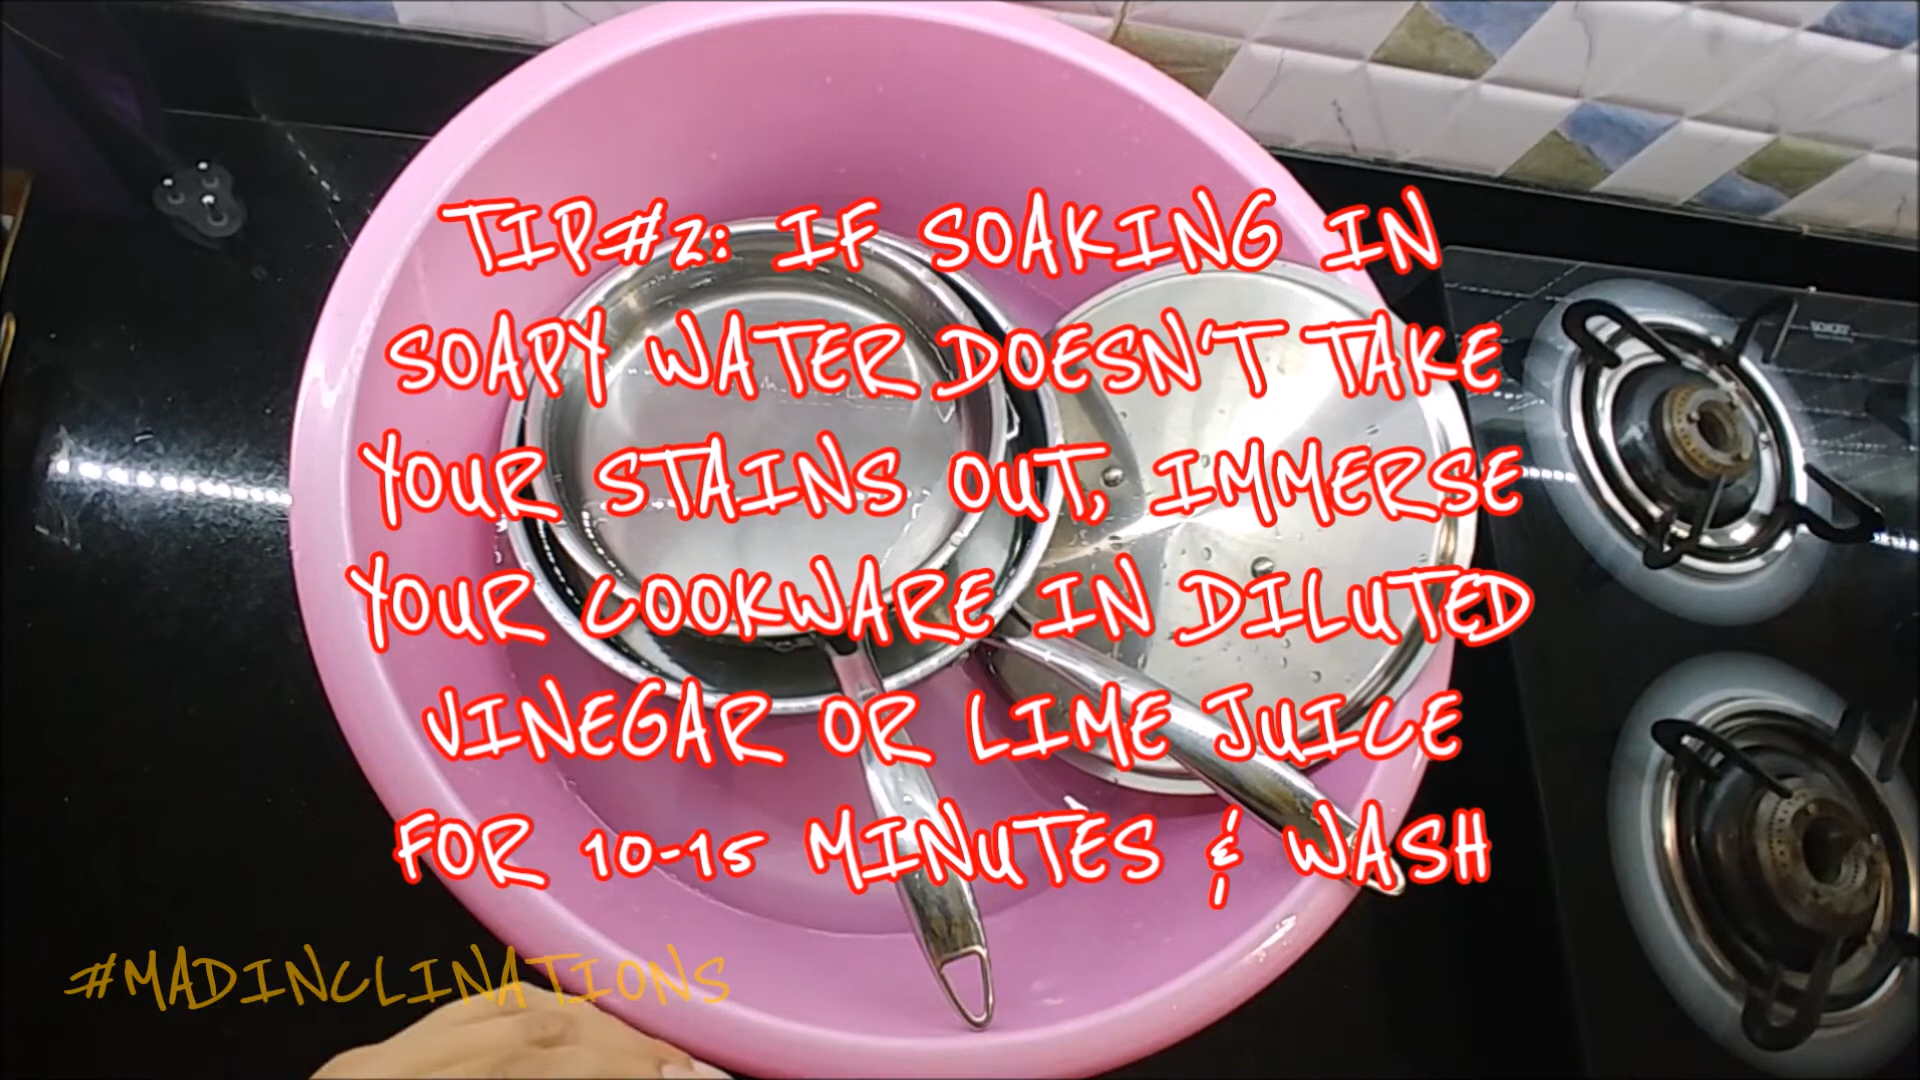 TIP#2: IF SOAKING IN
SOAPY WATER DOESN'T TAKE
YOUR STAINS OUT, IMMERSE
YOUR COOKWARE IN DILUTED
VINEGAR OR LIME JUICE
FOR 10-15 MINUTES & WASH
#MADINCLINATIONS